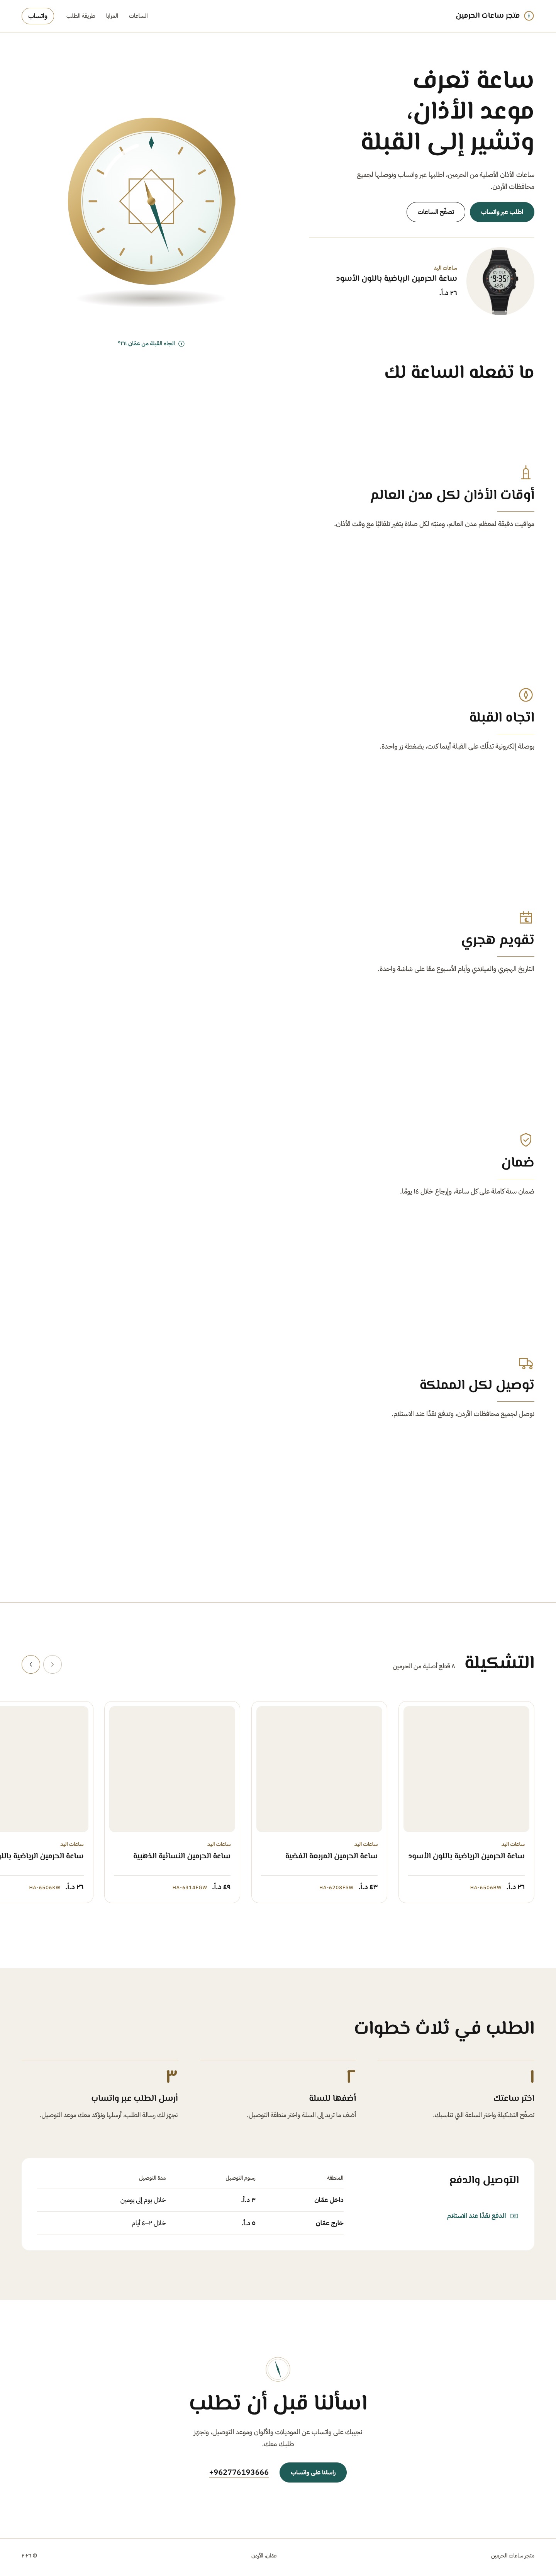 متجر ساعات الحرمين
الساعات
المزايا
طريقة الطلب
واتساب
ساعة تعرف
موعد الأذان،
وتشير إلى القبلة
ساعات الأذان الأصلية من الحرمين، اطلبها عبر واتساب ونوصلها لجميع
محافظات الأردن.
اطلب عبر واتساب
تصفّح الساعات
ساعات اليد
ساعة الحرمين الرياضية باللون الأسود
٢٦ د.أ.
9:35
اتجاه القبلة من عمّان ١٦١°
ما تفعله الساعة لك
أوقات الأذان لكل مدن العالم
مواقيت دقيقة لمعظم مدن العالم، ومنبّه لكل صلاة يتغير تلقائيًا مع وقت الأذان.
اتجاه القبلة
بوصلة إلكترونية تدلّك على القبلة أينما كنت، بضغطة زر واحدة.
تقويم هجري
التاريخ الهجري والميلادي وأيام الأسبوع معًا على شاشة واحدة.
ضمان
ضمان سنة كاملة على كل ساعة، وإرجاع خلال ١٤ يومًا.
توصيل لكل المملكة
نوصل لجميع محافظات الأردن، وتدفع نقدًا عند الاستلام.
التشكيلة
٨ قطع أصلية من الحرمين
ساعات اليد
ساعة الحرمين الرياضية باللون الأسود
٢٦ د.أ.
HA-6506BW
ساعات اليد
ساعة الحرمين المربعة الفضية
٤٣ د.أ.
HA-6208FSW
ساعات اليد
ساعة الحرمين النسائية الذهبية
٤٩ د.أ.
HA-6314FGW
ساعات اليد
ساعة الحرمين الرياضية باللو
٢٦ د.أ.
HA-6506KW
الطلب في ثلاث خطوات
١
اختر ساعتك
تصفّح التشكيلة واختر الساعة التي تناسبك.
٢
أضفها للسلة
أضف ما تريد إلى السلة واختر منطقة التوصيل.
٣
أرسل الطلب عبر واتساب
نجهز لك رسالة الطلب، أرسلها ونؤكد معك موعد التوصيل.
التوصيل والدفع
الدفع نقدًا عند الاستلام
المنطقة
رسوم التوصيل
مدة التوصيل
داخل عمّان
٣ د.أ.
خلال يوم إلى يومين
خارج عمّان
٥ د.أ.
خلال ٢–٤ أيام
اسألنا قبل أن تطلب
نجيبك على واتساب عن الموديلات والألوان وموعد التوصيل، ونجهّز
طلبك معك.
راسلنا على واتساب
+962776193666
متجر ساعات الحرمين
عمّان، الأردن
© ٢٠٢٦